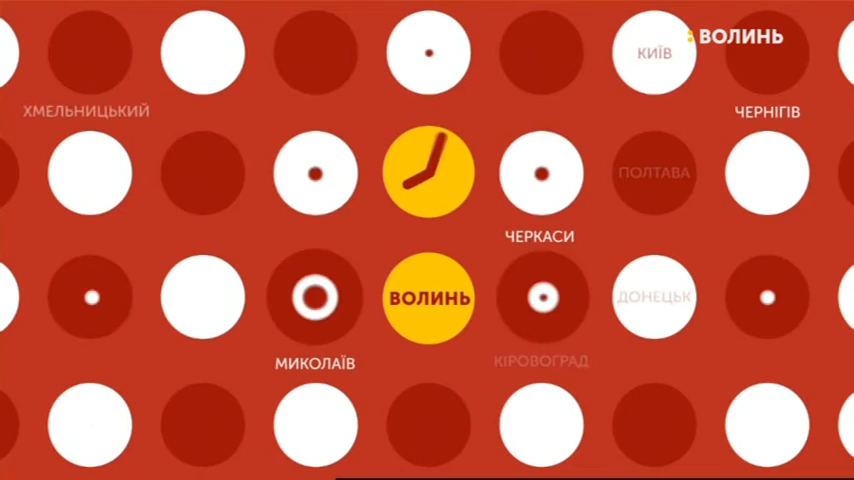 ВОЛИНЬ
КИЇВ
ХМЕЛЬНИЦЬКИЙ
ЧЕРНІГІВ
ПОЛТАВА
ЧЕРКАСИ
ВОЛИНЬ
ДОНЕЦЬК
МИКОЛАЇВ
КІРОВОГРАД